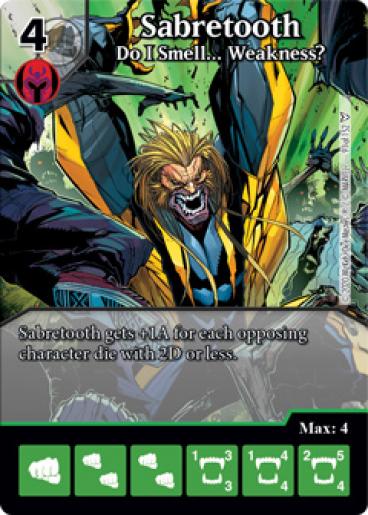 4
Sabretooth
Do I Smell... Weakness?
Sabretooth gets +1A for each opposing
character die with 2D or less.
Max: 4
1 3 3
1 4 4
2 5 4